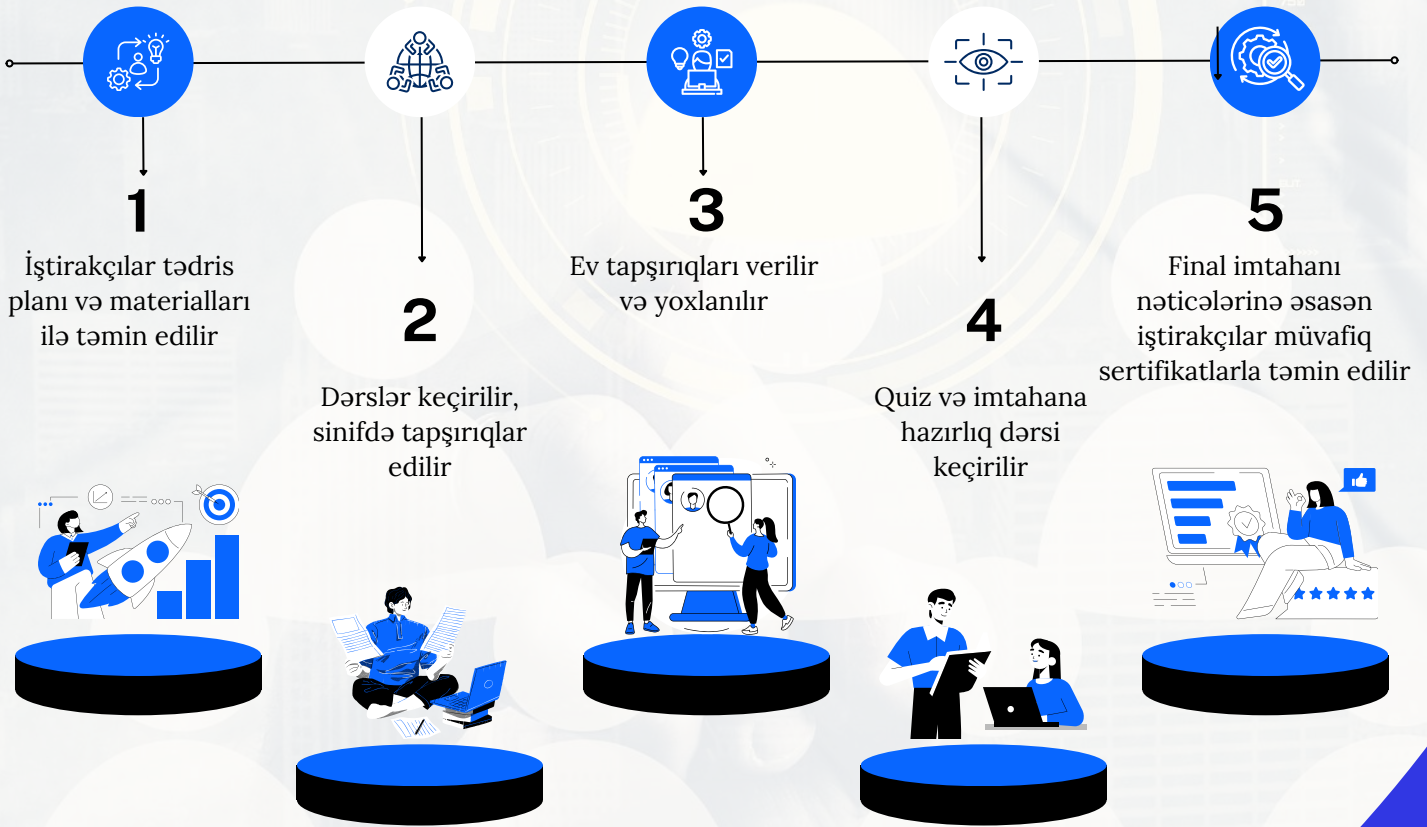 1
İştirakçılar tədris
planı və materialları
ilə təmin edilir
2
Dərslər keçirilir,
sinifdə tapşırıqlar
edilir
3
Ev tapşırıqları verilir
və yoxlanılır
4
Quiz və imtahana
hazırlıq dərsi
keçirilir
5
Final imtahanı
nəticələrinə əsasən
iştirakçılar müvafiq
sertifikatlarla təmin edilir